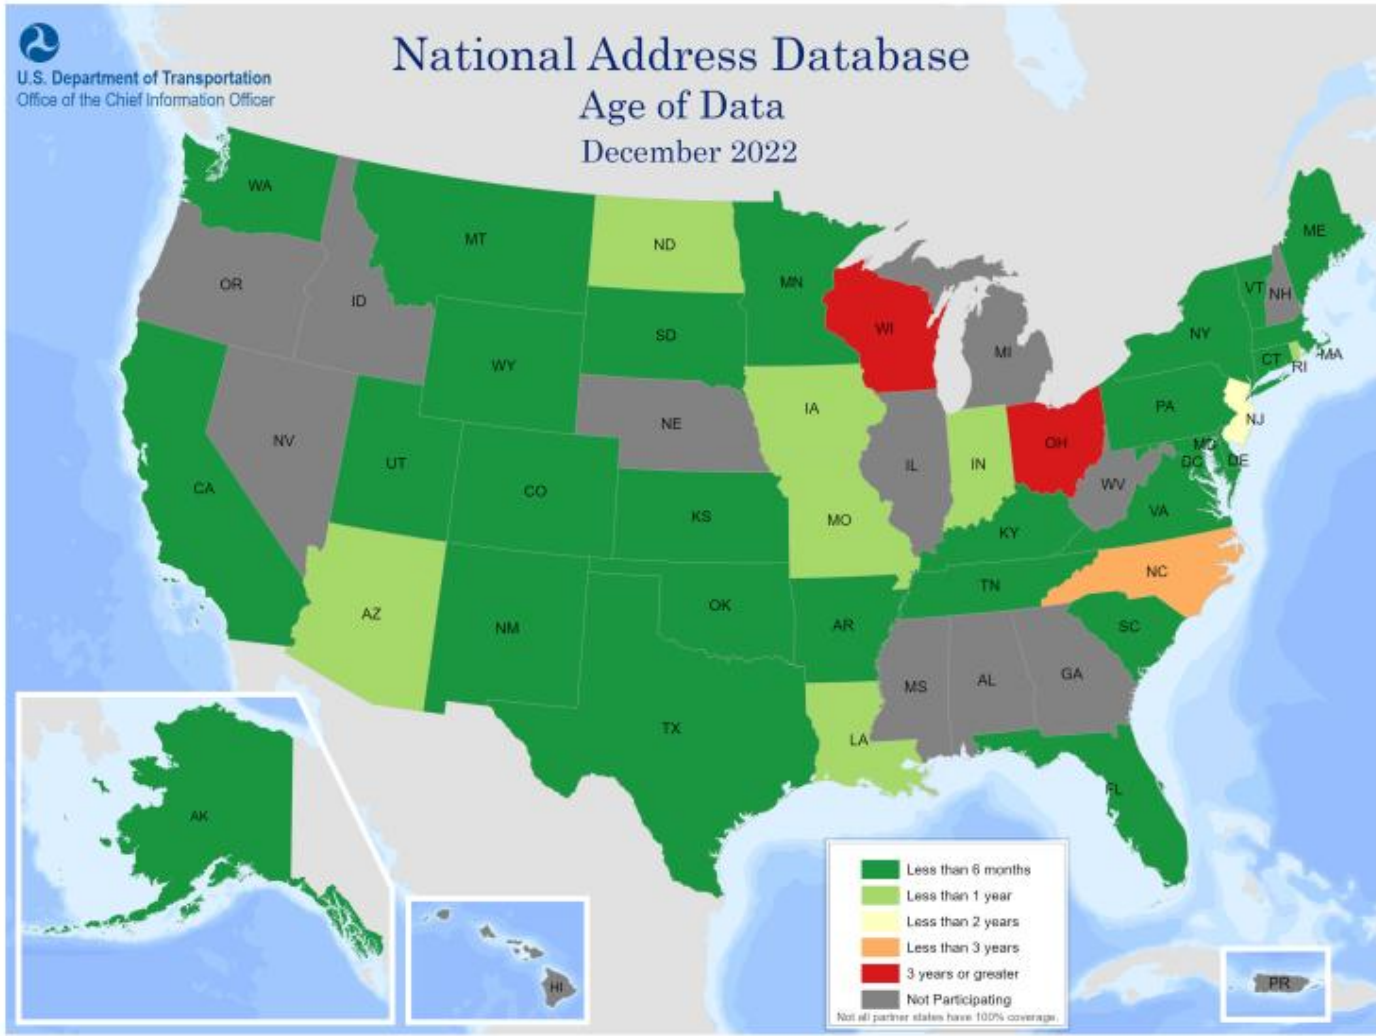 U.S. Department of Transportation
Office of the Chief Information Officer
National Address Database
Age of Data
December 2022
WA
MT
ND
MN
ME
OR
ID
SD
WI
VT
NH
NY
WY
MI
CT
RI
MA
IA
NE
PA
NJ
NV
UT
CO
IL
IN
OH
MD
DC
DE
CA
KS
MO
WV
VA
KY
AZ
NM
OK
AR
TN
NC
SC
MS
AL
GA
TX
LA
FL
AK
HI
PR
Less than 6 months
Less than 1 year
Less than 2 years
Less than 3 years
3 years or greater
Not Participating
Not all partner states have 100% coverage.